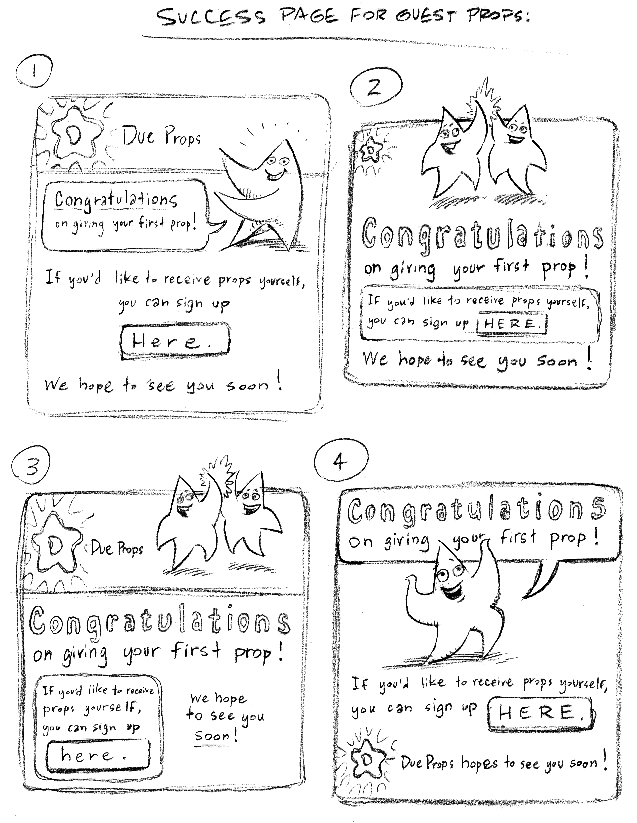 SUCCESS PAGE FOR GUEST PROPS:
1
D
Due Props
Congratulations
on giving your first prop!
If you'd like to receive props yourself,
you can sign up
Here.
We hope to see you soon!
2
D
Congratulations
on giving your first prop!
If you'd like to receive props yourself,
you can sign up HERE.
We hope to see you soon!
3
D
Due Props
Congratulations
on giving your first prop!
If you'd like to receive
props yourself,
you can sign up
here.
We hope
to see you
soon!
4
Congratulations
on giving your first prop!
If you'd like to receive props yourself,
you can sign up HERE.
D
Due Props hopes to see you soon!